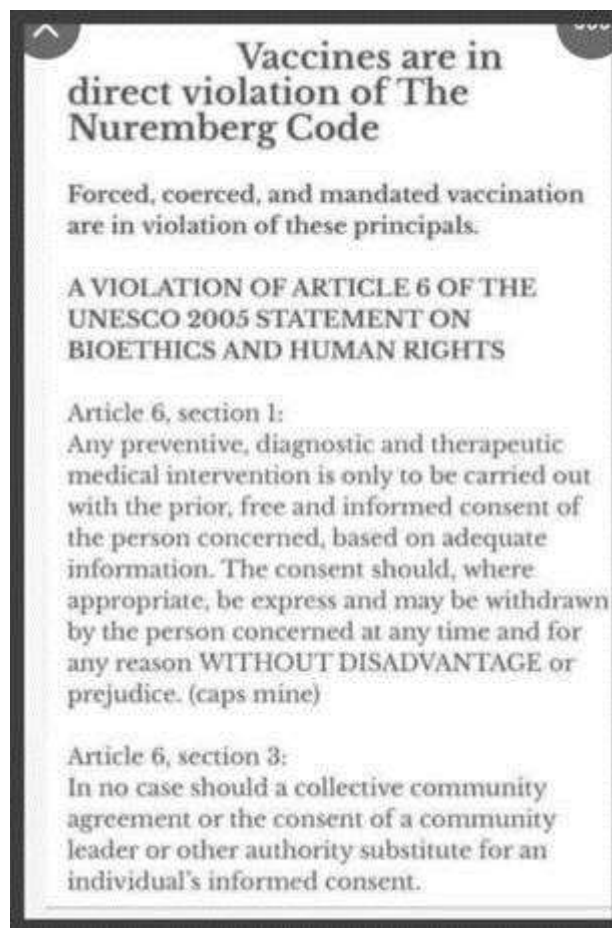 Vaccines are in
direct violation of The
Nuremberg Code
Forced, coerced, and mandated vaccination
are in violation of these principals.
A VIOLATION OF ARTICLE 6 OF THE
UNESCO 2005 STATEMENT ON
BIOETHICS AND HUMAN RIGHTS
Article 6, section 1:
Any preventive, diagnostic and therapeutic
medical intervention is only to be carried out
with the prior, free and informed consent of
the person concerned, based on adequate
information. The consent should, where
appropriate, be express and may be withdrawn
by the person concerned at any time and for
any reason WITHOUT DISADVANTAGE or
prejudice. (caps mine)
Article 6, section 3:
In no case should a collective community
agreement or the consent of a community
leader or other authority substitute for an
individual's informed consent.